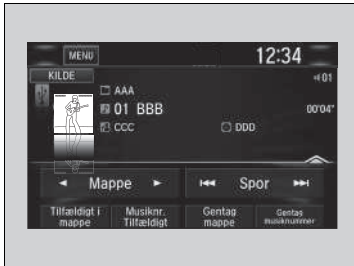 MENU 12:34
KILDE 01
AAA
01 BBB 00'04"
CCC DDD
Mappe Spor
Tilfældigt i mappe
Musiknr. Tilfældigt
Gentag mappe
Gentag musiknummer